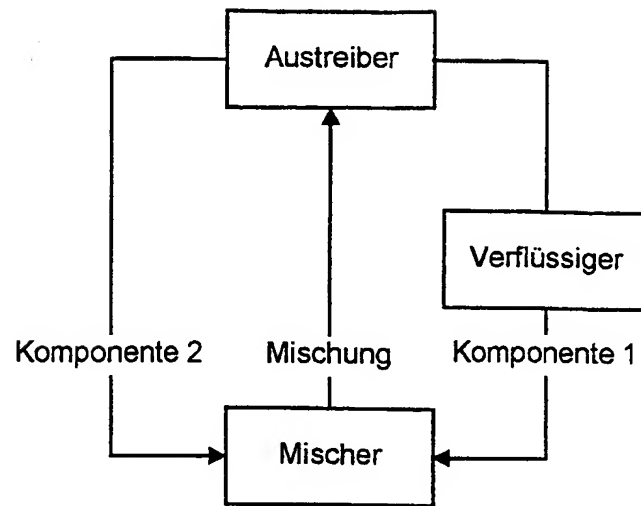 Austreiber
Verflüssiger
Komponente 2
Mischung
Komponente 1
Mischer